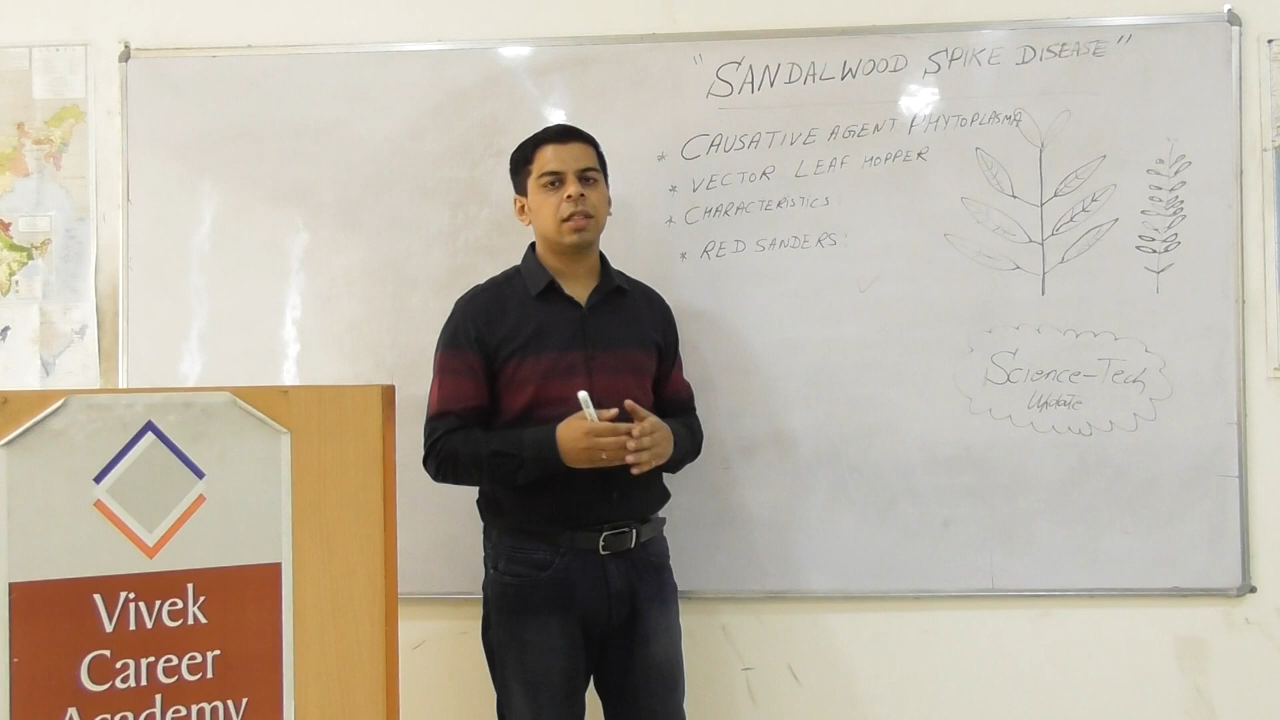 "SANDALWOOD SPIKE DISEASE"
* CAUSATIVE AGENT PHYTOPLASMA
* VECTOR LEAF HOPPER
* CHARACTERISTICS
* RED SANDERS:
Science-Tech
Update
Vivek
Career
Academy